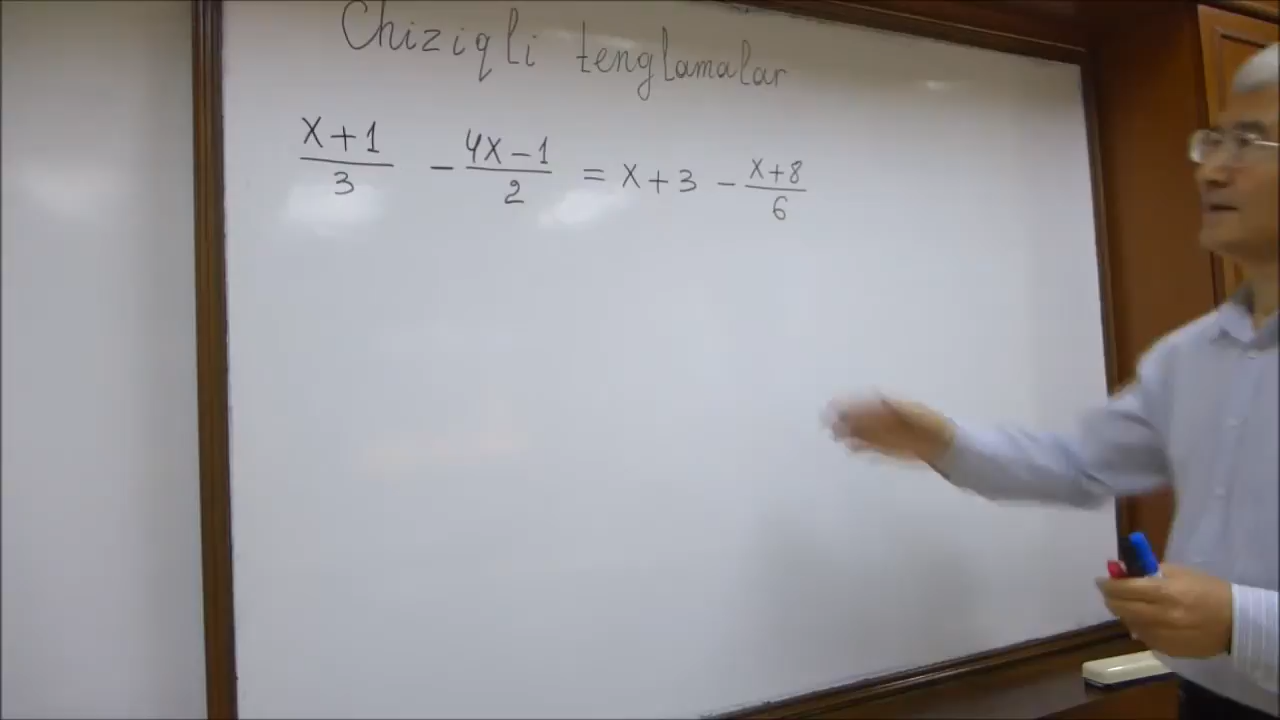 Chiziqli tenglamalar
(x+1)/3 - (4x-1)/2 = x+3 - (x+8)/6